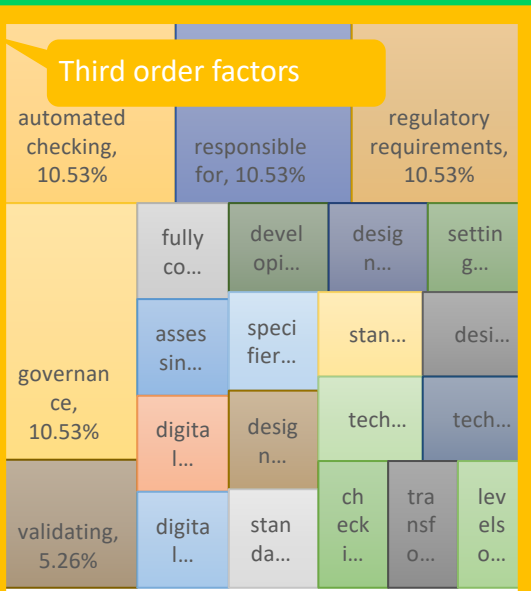 Third order factors
automated
checking,
10.53%
responsible
for, 10.53%
regulatory
requirements,
10.53%
governan
ce,
10.53%
validating,
5.26%
fully
co...
devel
opi...
desig
n...
settin
g...
asses
sin...
speci
fier...
stan...
desi...
digita
l...
desig
n...
tech...
tech...
digita
l...
stan
da...
ch
eck
i...
tra
nsf
o...
lev
els
o...